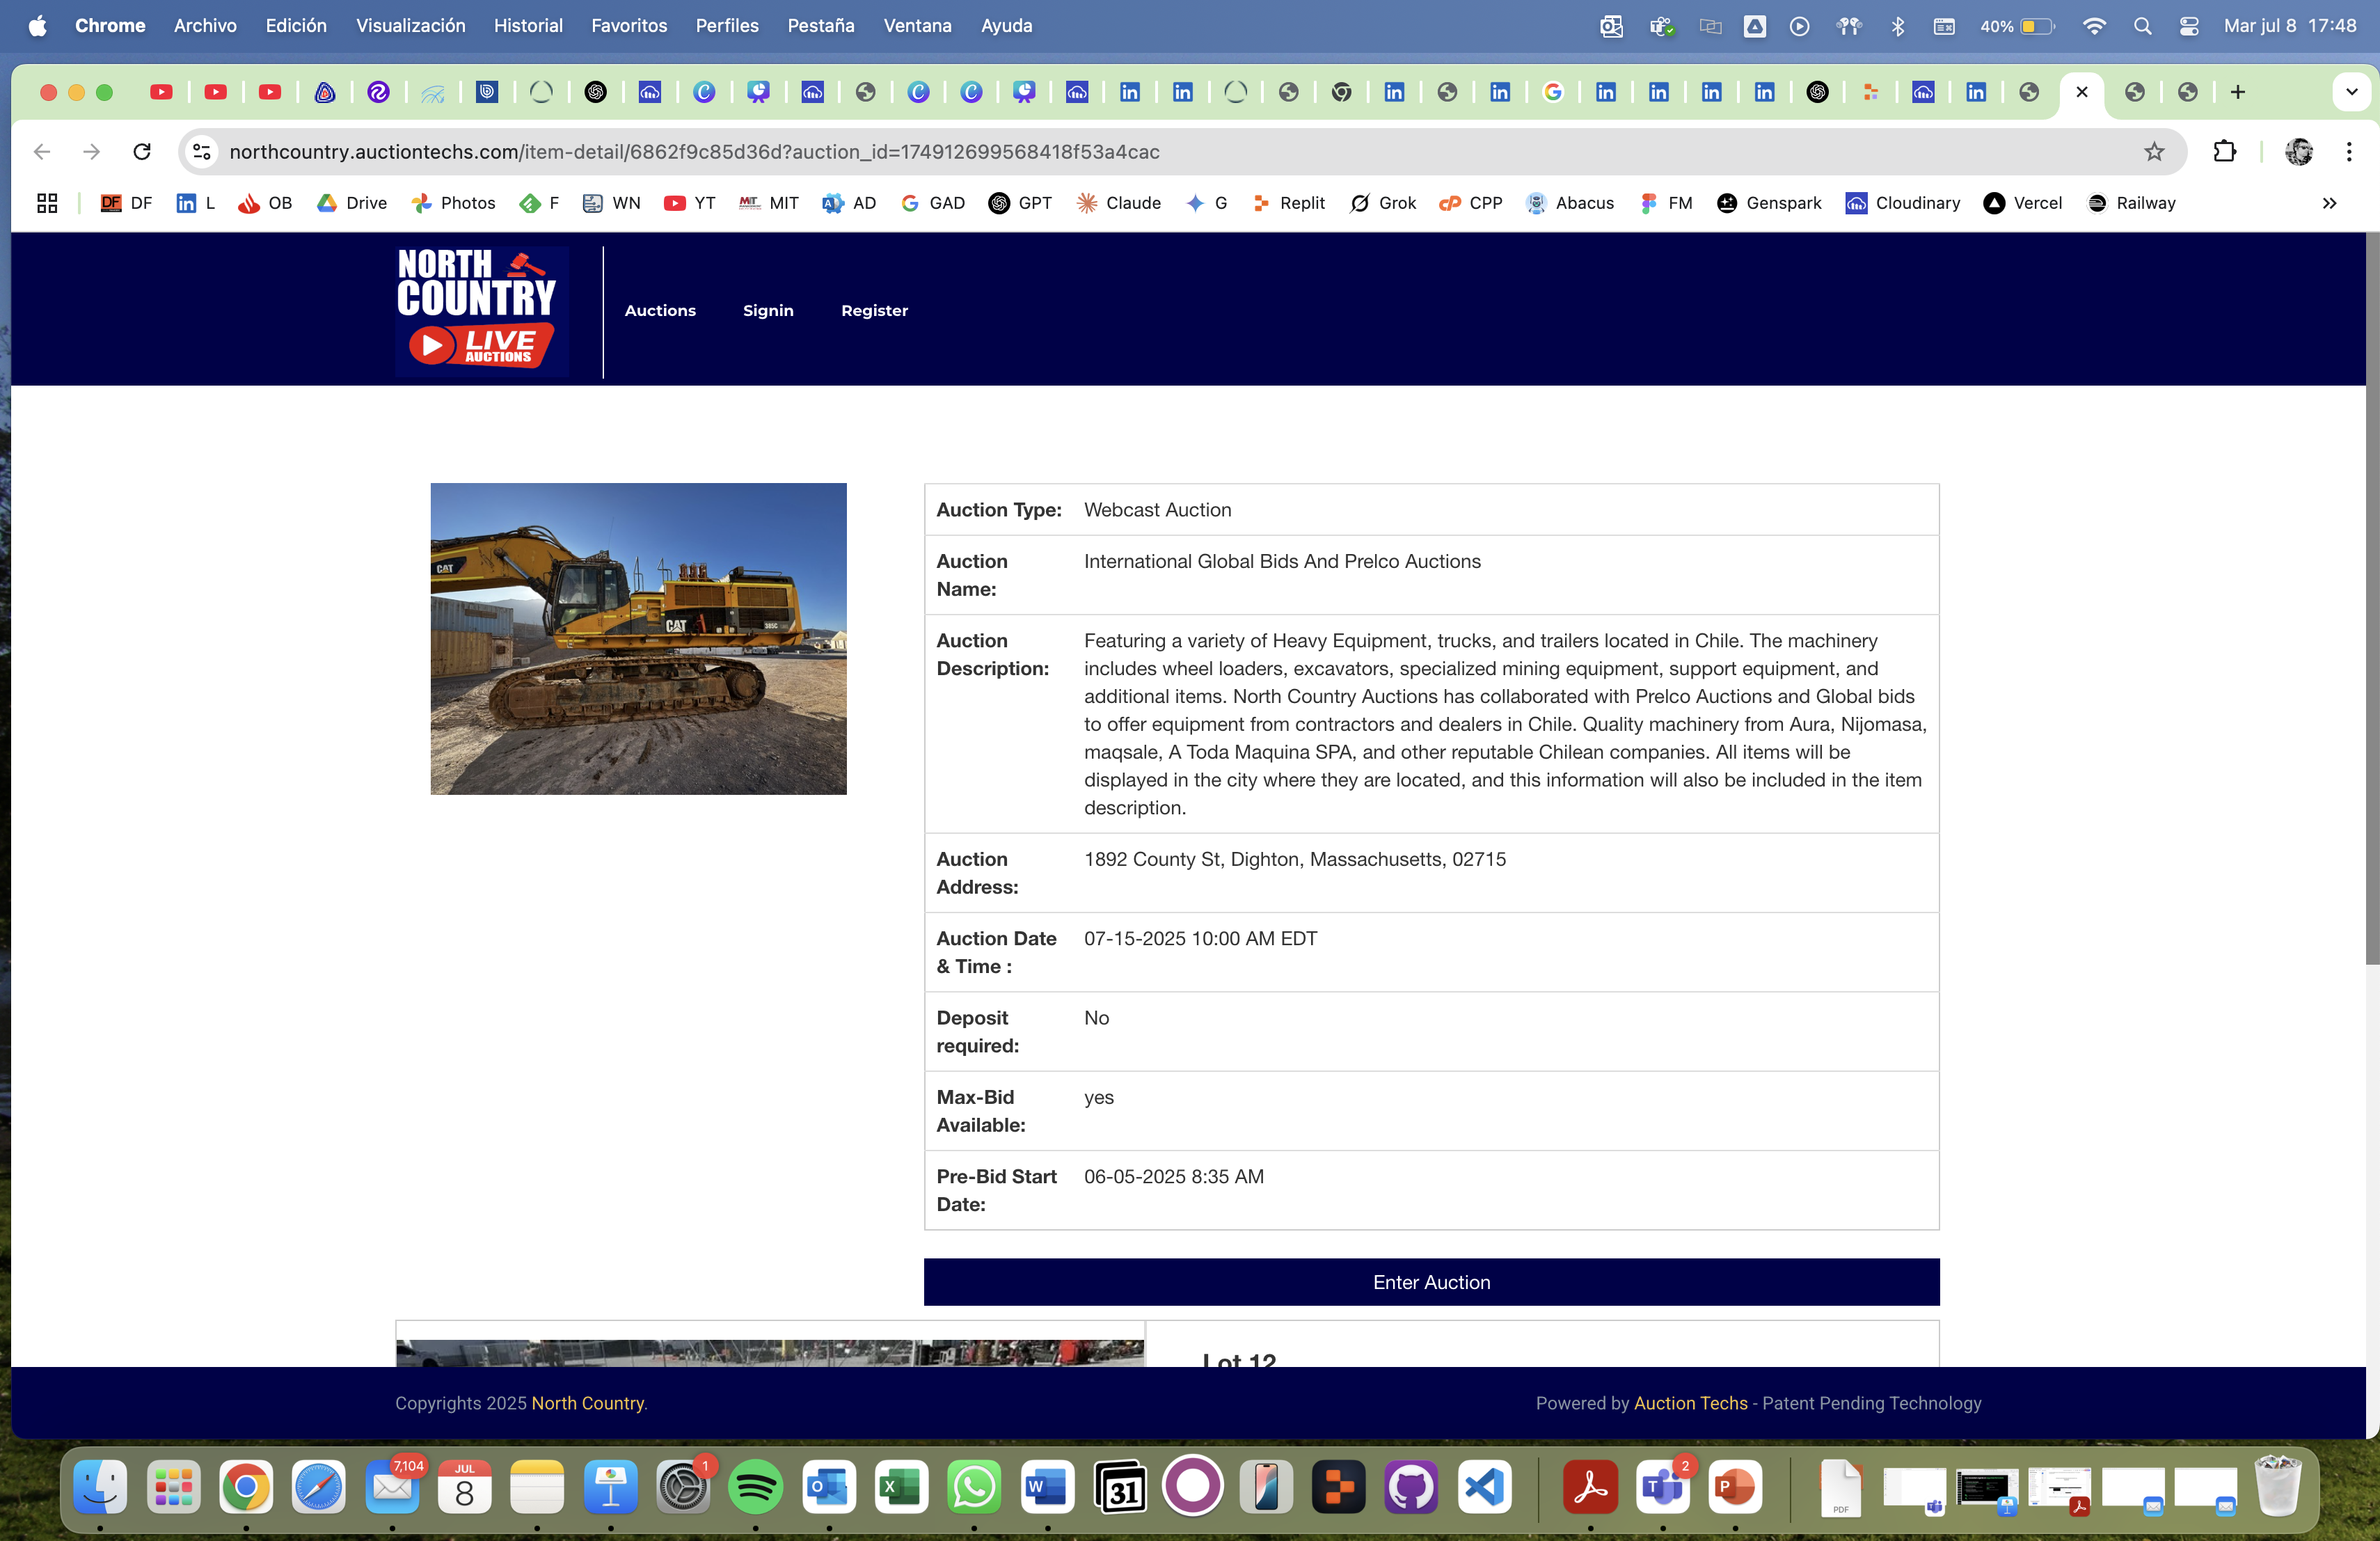 Chrome Archivo Edición Visualización Historial Favoritos Perfiles Pestaña Ventana Ayuda 40% Mar jul 8 17:48
northcountry.auctiontechs.com/item-detail/6862f9c85d36d?auction_id=174912699568418f53a4cac
DF L OB Drive Photos F WN YT MIT AD GAD GPT Claude G Replit Grok CPP Abacus FM Genspark Cloudinary Vercel Railway
NORTH
COUNTRY
LIVE
AUCTIONS
Auctions Signin Register
CAT
CAT
385C
Auction Type: Webcast Auction
Auction Name: International Global Bids And Prelco Auctions
Auction Description: Featuring a variety of Heavy Equipment, trucks, and trailers located in Chile. The machinery
includes wheel loaders, excavators, specialized mining equipment, support equipment, and
additional items. North Country Auctions has collaborated with Prelco Auctions and Global bids
to offer equipment from contractors and dealers in Chile. Quality machinery from Aura, Nijomasa,
maqsale, A Toda Maquina SPA, and other reputable Chilean companies. All items will be
displayed in the city where they are located, and this information will also be included in the item
description.
Auction Address: 1892 County St, Dighton, Massachusetts, 02715
Auction Date & Time : 07-15-2025 10:00 AM EDT
Deposit required: No
Max-Bid Available: yes
Pre-Bid Start Date: 06-05-2025 8:35 AM
Enter Auction
Lot 12
Copyrights 2025 North Country.
Powered by Auction Techs - Patent Pending Technology
7,104
JUL
8
1
31
2
PDF